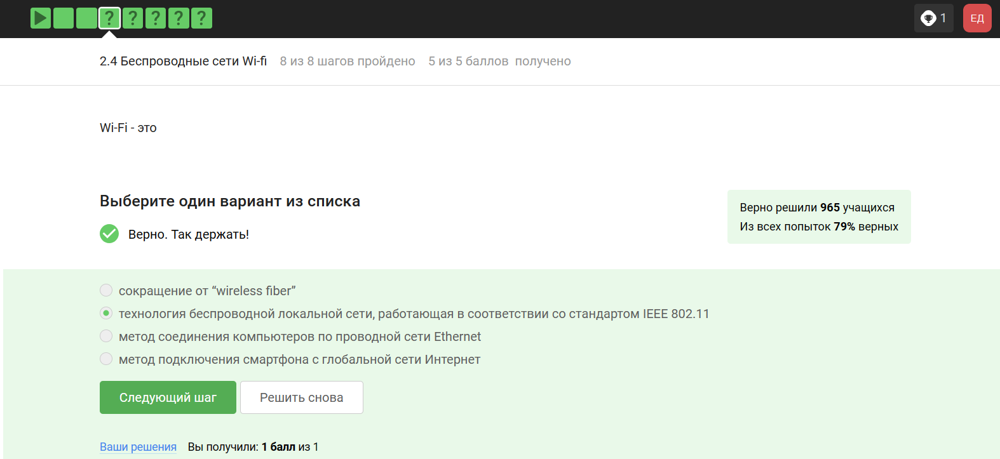 ? ? ? ? ?
1
ЕД
2.4 Беспроводные сети Wi-fi 8 из 8 шагов пройдено 5 из 5 баллов получено
Wi-Fi - это
Выберите один вариант из списка
Верно. Так держать!
Верно решили 965 учащихся
Из всех попыток 79% верных
сокращение от “wireless fiber”
технология беспроводной локальной сети, работающая в соответствии со стандартом IEEE 802.11
метод соединения компьютеров по проводной сети Ethernet
метод подключения смартфона с глобальной сети Интернет
Следующий шаг Решить снова
Ваши решения Вы получили: 1 балл из 1